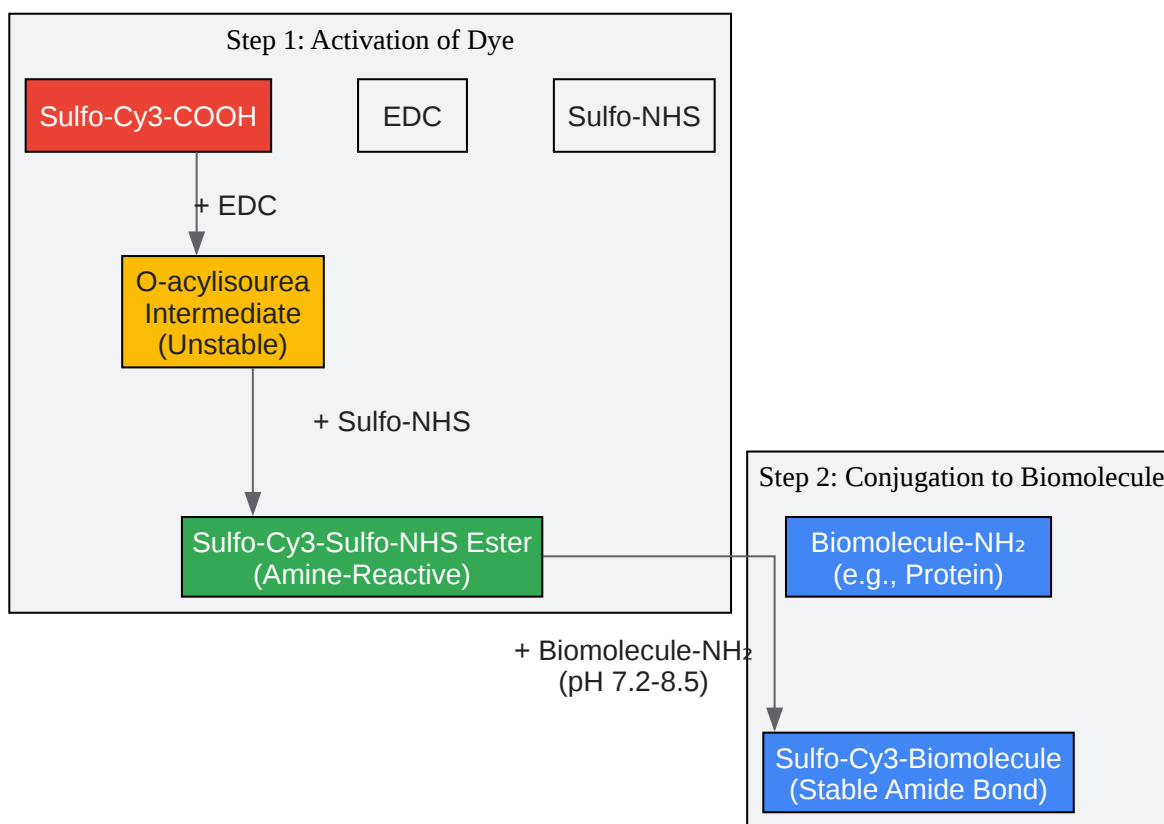 Step 1: Activation of Dye
Sulfo-Cy3-COOH
EDC
Sulfo-NHS
+ EDC
O-acylisourea
Intermediate
(Unstable)
+ Sulfo-NHS
Sulfo-Cy3-Sulfo-NHS Ester
(Amine-Reactive)
Step 2: Conjugation to Biomolecule
Biomolecule-NH₂
(e.g., Protein)
+ Biomolecule-NH₂
(pH 7.2-8.5)
Sulfo-Cy3-Biomolecule
(Stable Amide Bond)